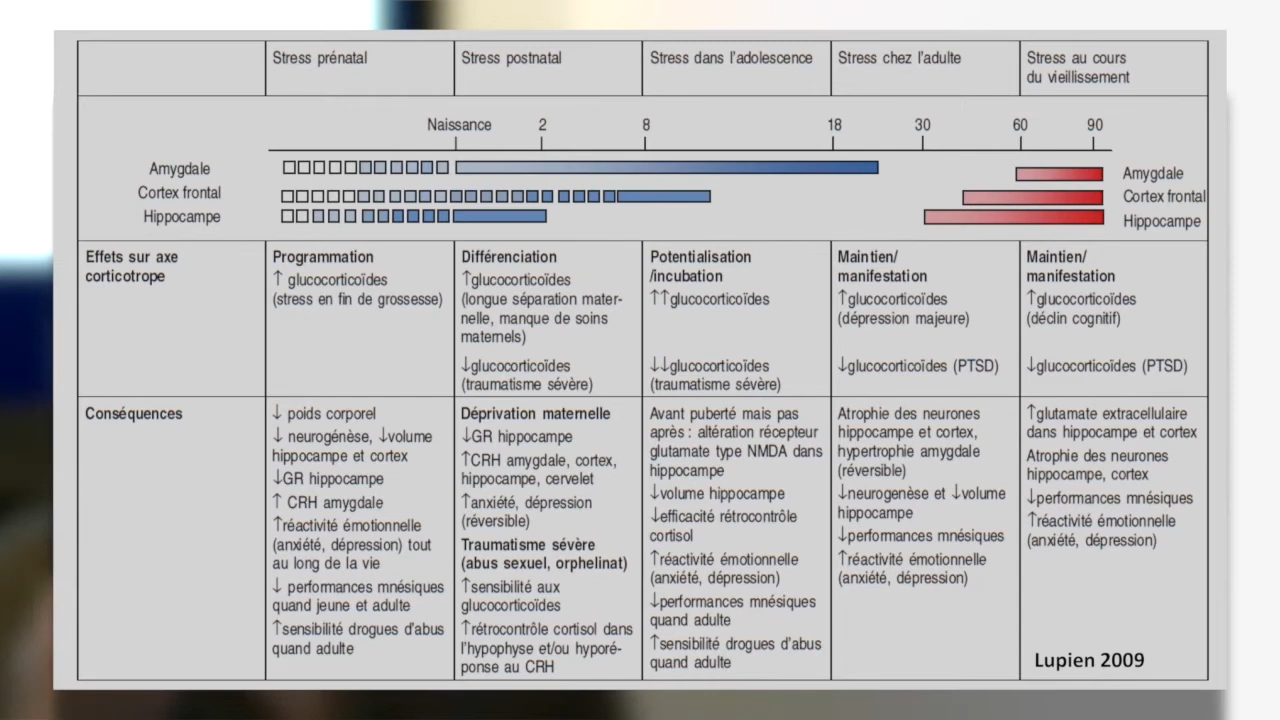 Stress prénatal
Stress postnatal
Stress dans l'adolescence
Stress chez l'adulte
Stress au cours
du vieillissement
Naissance 2 8 18 30 60 90
Amygdale
Cortex frontal
Hippocampe
Amygdale
Cortex frontal
Hippocampe
Effets sur axe
corticotrope
Programmation
↑ glucocorticoïdes
(stress en fin de grossesse)
Différenciation
↑glucocorticoïdes
(longue séparation mater-
nelle, manque de soins
maternels)
↓glucocorticoïdes
(traumatisme sévère)
Potentialisation
/incubation
↑↑glucocorticoïdes
↓↓glucocorticoïdes
(traumatisme sévère)
Maintien/
manifestation
↑glucocorticoïdes
(dépression majeure)
↓glucocorticoïdes (PTSD)
Maintien/
manifestation
↑glucocorticoïdes
(déclin cognitif)
↓glucocorticoïdes (PTSD)
Conséquences
↓ poids corporel
↓ neurogénèse, ↓volume
hippocampe et cortex
↓GR hippocampe
↑ CRH amygdale
↑réactivité émotionnelle
(anxiété, dépression) tout
au long de la vie
↓ performances mnésiques
quand jeune et adulte
↑sensibilité drogues d'abus
quand adulte
Déprivation maternelle
↓GR hippocampe
↑CRH amygdale, cortex,
hippocampe, cervelet
↑anxiété, dépression
(réversible)
Traumatisme sévère
(abus sexuel, orphelinat)
↑sensibilité aux
glucocorticoïdes
↑rétrocontrôle cortisol dans
l'hypophyse et/ou hyporé-
ponse au CRH
Avant puberté mais pas
après : altération récepteur
glutamate type NMDA dans
hippocampe
↓volume hippocampe
↓efficacité rétrocontrôle
cortisol
↑réactivité émotionnelle
(anxiété, dépression)
↓performances mnésiques
quand adulte
↑sensibilité drogues d'abus
quand adulte
Atrophie des neurones
hippocampe et cortex,
hypertrophie amygdale
(réversible)
↓neurogenèse et ↓volume
hippocampe
↓performances mnésiques
↑réactivité émotionnelle
(anxiété, dépression)
↑glutamate extracellulaire
dans hippocampe et cortex
Atrophie des neurones
hippocampe, cortex
↓performances mnésiques
↑réactivité émotionnelle
(anxiété, dépression)
Lupien 2009